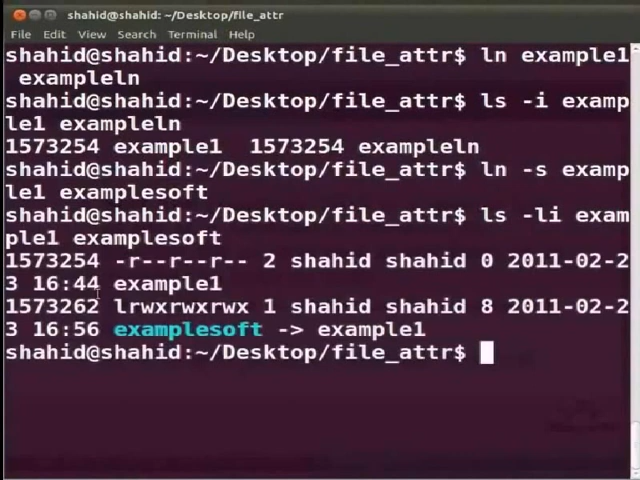 shahid@shahid: ~/Desktop/file_attr
File Edit View Search Terminal Help
shahid@shahid:~/Desktop/file_attr$ ln example1
 exampleln
shahid@shahid:~/Desktop/file_attr$ ls -i examp
le1 exampleln
1573254 example1  1573254 exampleln
shahid@shahid:~/Desktop/file_attr$ ln -s examp
le1 examplesoft
shahid@shahid:~/Desktop/file_attr$ ls -li exam
ple1 examplesoft
1573254 -r--r--r-- 2 shahid shahid 0 2011-02-2
3 16:44 example1
1573262 lrwxrwxrwx 1 shahid shahid 8 2011-02-2
3 16:56 examplesoft -> example1
shahid@shahid:~/Desktop/file_attr$